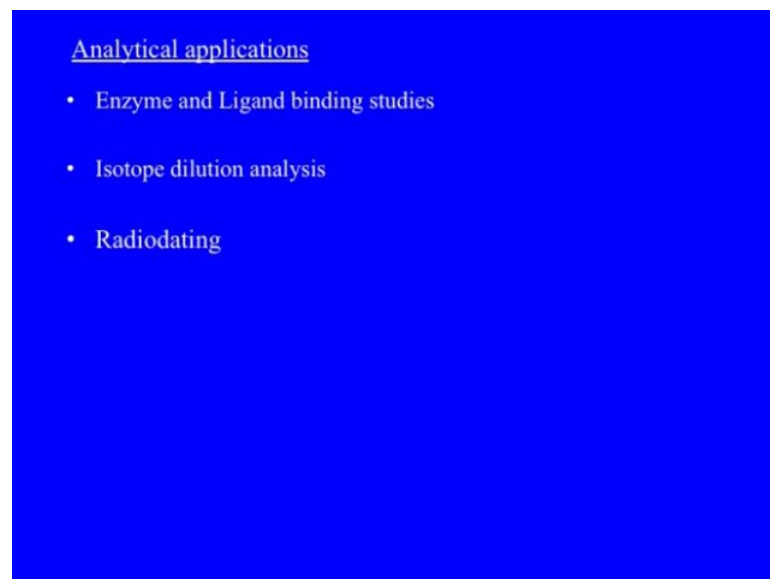 Analytical applications
• Enzyme and Ligand binding studies
• Isotope dilution analysis
• Radiodating